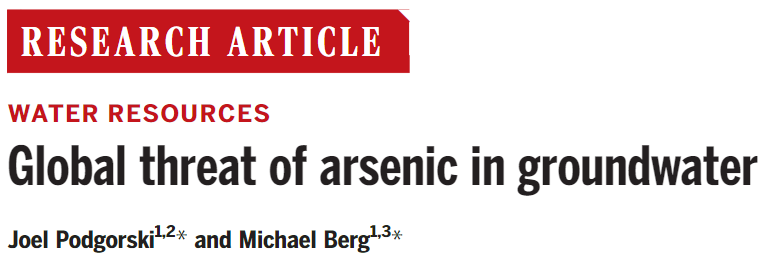 RESEARCH ARTICLE
WATER RESOURCES
Global threat of arsenic in groundwater
Joel Podgorski1,2* and Michael Berg1,3*